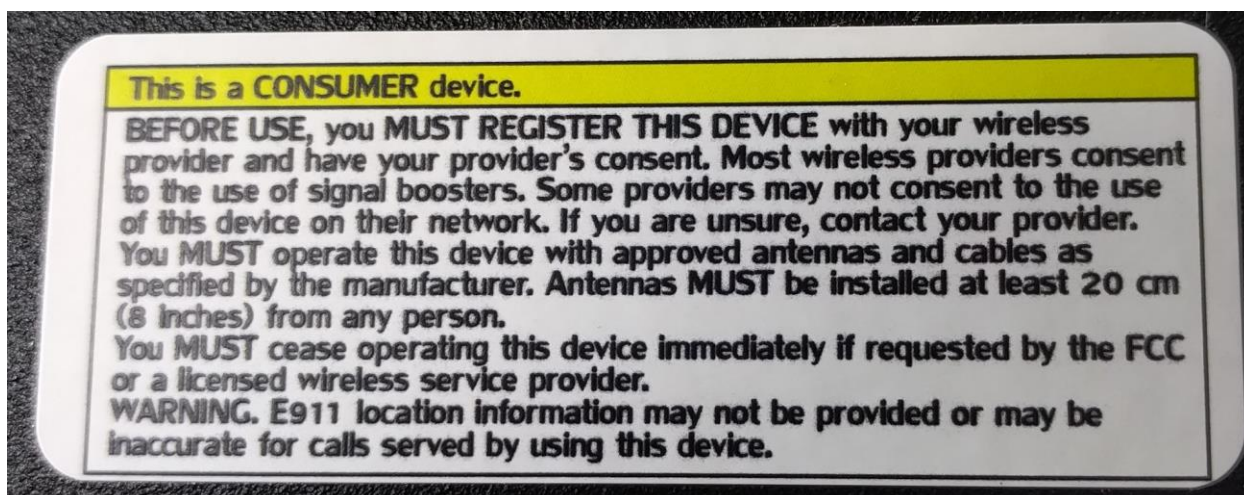 This is a CONSUMER device.
BEFORE USE, you MUST REGISTER THIS DEVICE with your wireless
provider and have your provider's consent. Most wireless providers consent
to the use of signal boosters. Some providers may not consent to the use
of this device on their network. If you are unsure, contact your provider.
You MUST operate this device with approved antennas and cables as
specified by the manufacturer. Antennas MUST be installed at least 20 cm
(8 inches) from any person.
You MUST cease operating this device immediately if requested by the FCC
or a licensed wireless service provider.
WARNING. E911 location information may not be provided or may be
inaccurate for calls served by using this device.